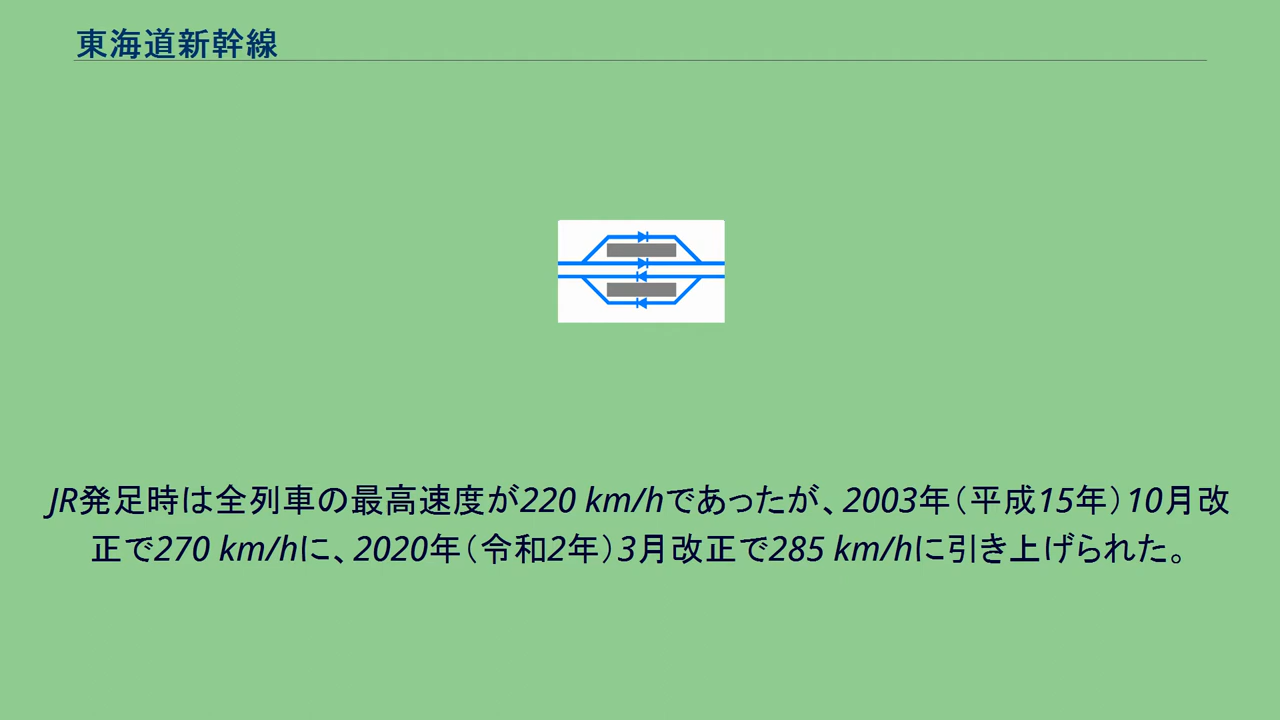 東海道新幹線
JR発足時は全列車の最高速度が220 km/hであったが、2003年（平成15年）10月改
正で270 km/hに、2020年（令和2年）3月改正で285 km/hに引き上げられた。